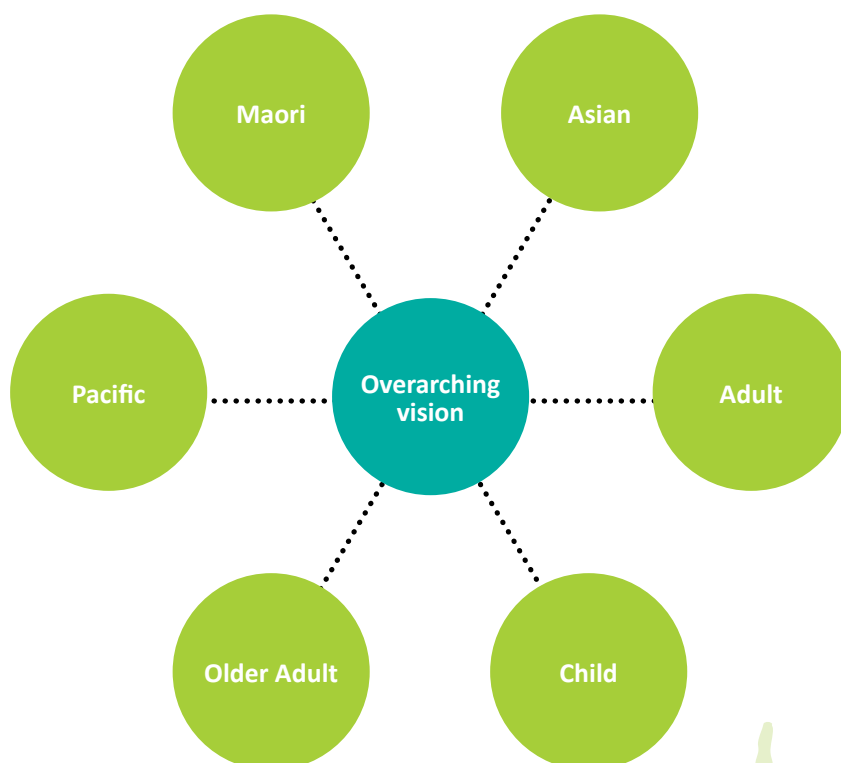 Maori
Asian
Pacific
Overarching
vision
Adult
Older Adult
Child